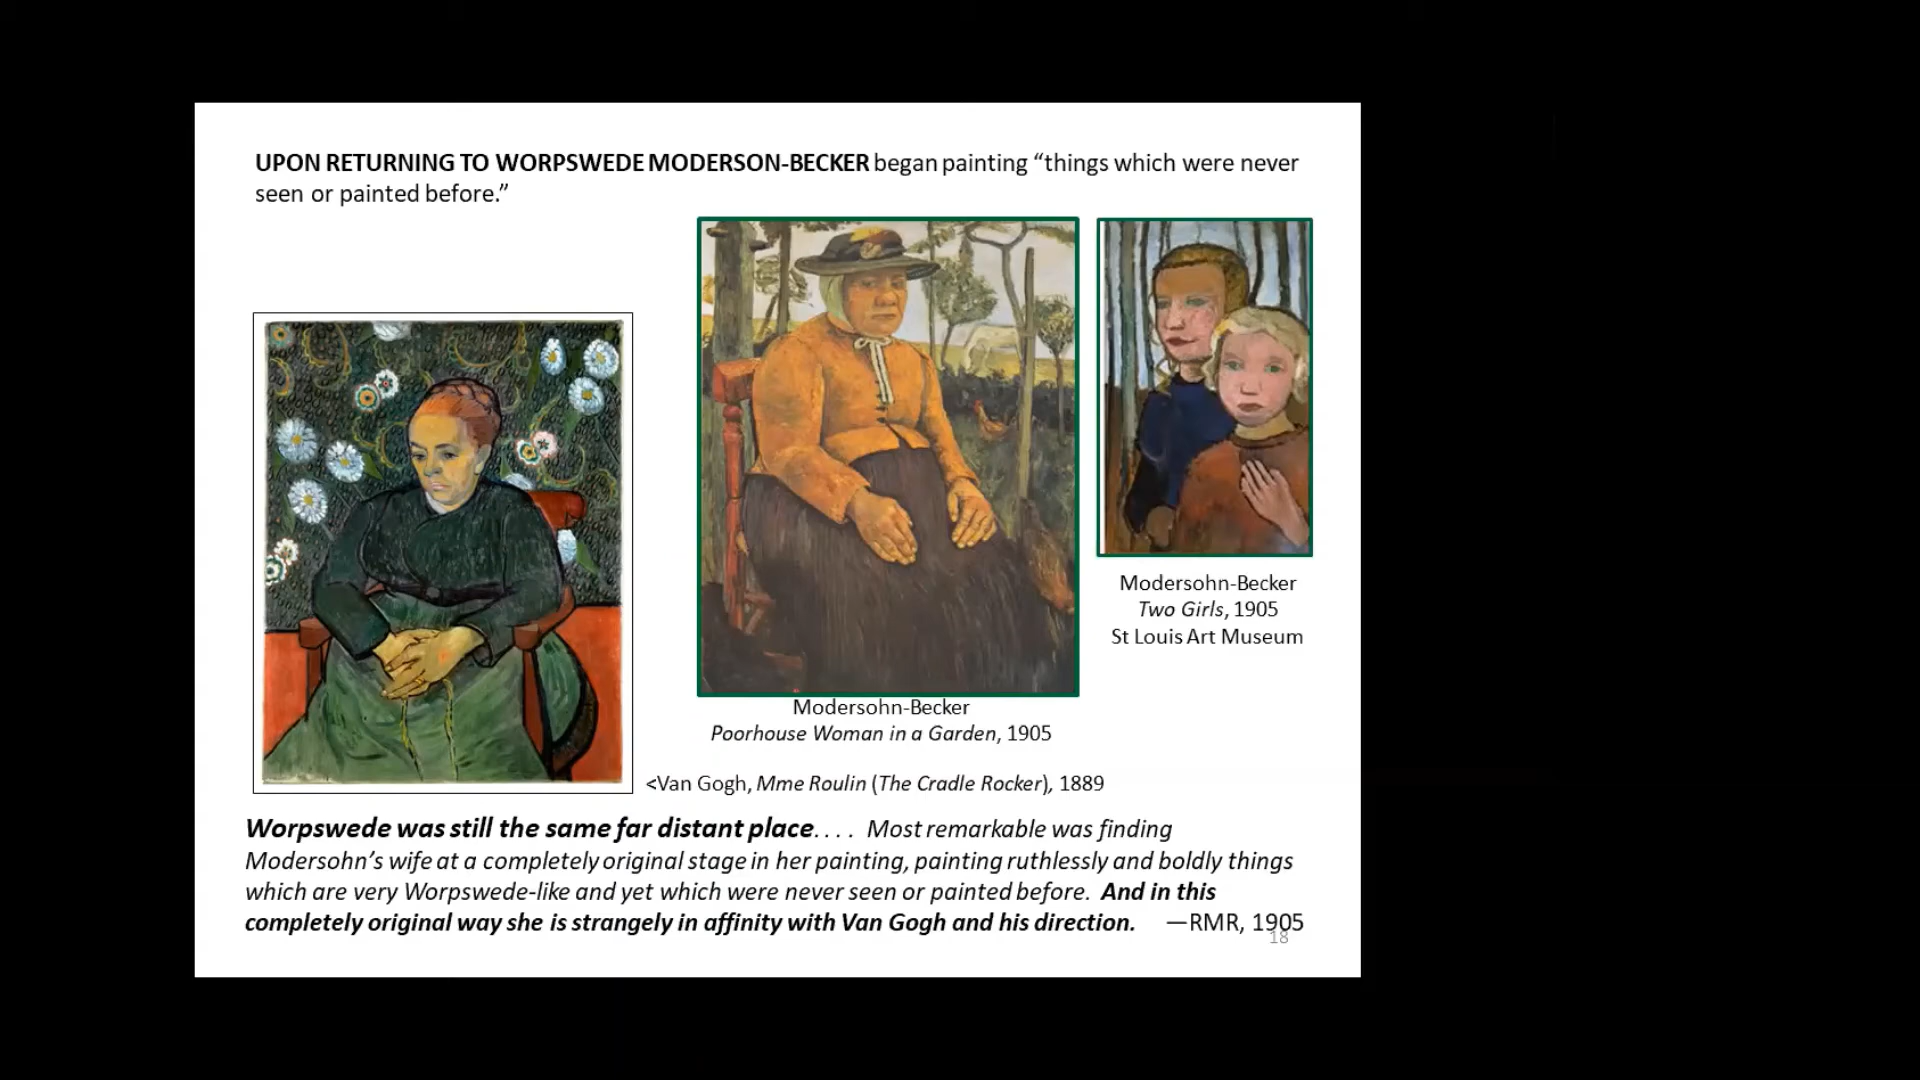 UPON RETURNING TO WORPSWEDE MODERSON-BECKER began painting “things which were never
seen or painted before.”
Modersohn-Becker
Two Girls, 1905
St Louis Art Museum
Modersohn-Becker
Poorhouse Woman in a Garden, 1905
<Van Gogh, Mme Roulin (The Cradle Rocker), 1889
Worpswede was still the same far distant place.... Most remarkable was finding
Modersohn’s wife at a completely original stage in her painting, painting ruthlessly and boldly things
which are very Worpswede-like and yet which were never seen or painted before. And in this
completely original way she is strangely in affinity with Van Gogh and his direction. —RMR, 1905
18